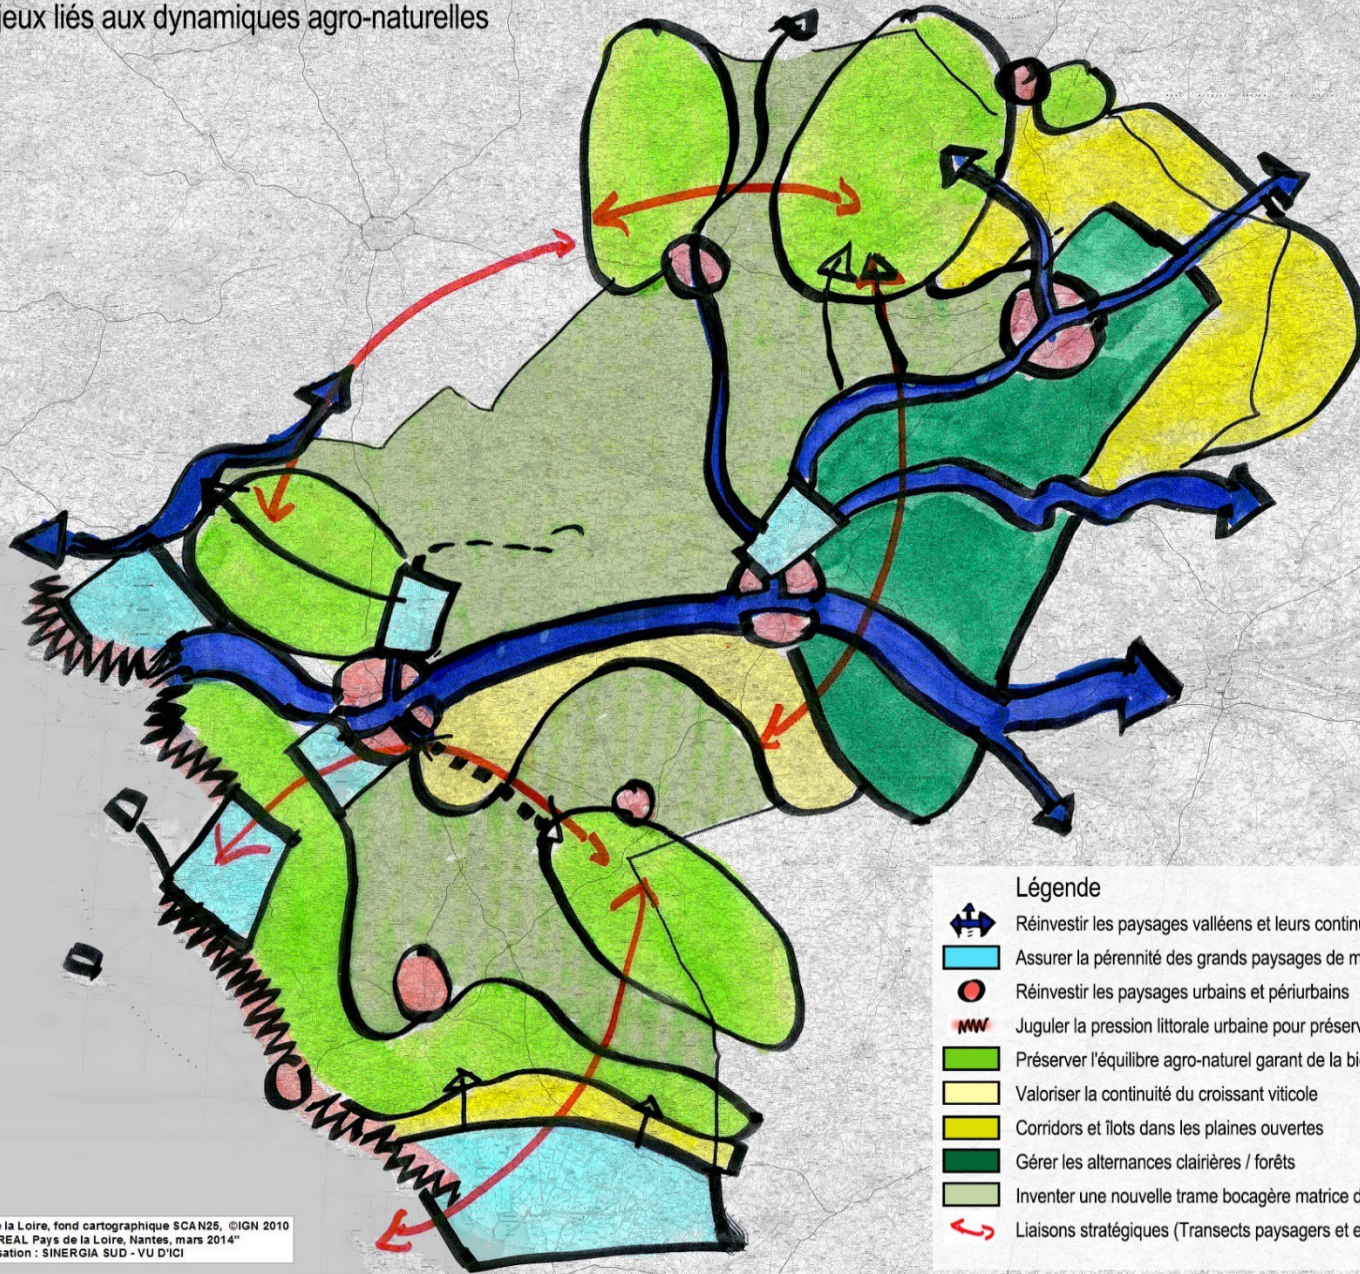 jeux liés aux dynamiques agro-naturelles
Légende
Réinvestir les paysages valléens et leurs continu
Assurer la pérennité des grands paysages de m
Réinvestir les paysages urbains et périurbains
Juguler la pression littorale urbaine pour préserv
Préserver l'équilibre agro-naturel garant de la bi
Valoriser la continuité du croissant viticole
Corridors et îlots dans les plaines ouvertes
Gérer les alternances clairières / forêts
Inventer une nouvelle trame bocagère matrice d
Liaisons stratégiques (Transects paysagers et e
e la Loire, fond cartographique SCAN25, ©IGN 2010
REAL Pays de la Loire, Nantes, mars 2014"
sation : SINERGIA SUD - VU D'ICI